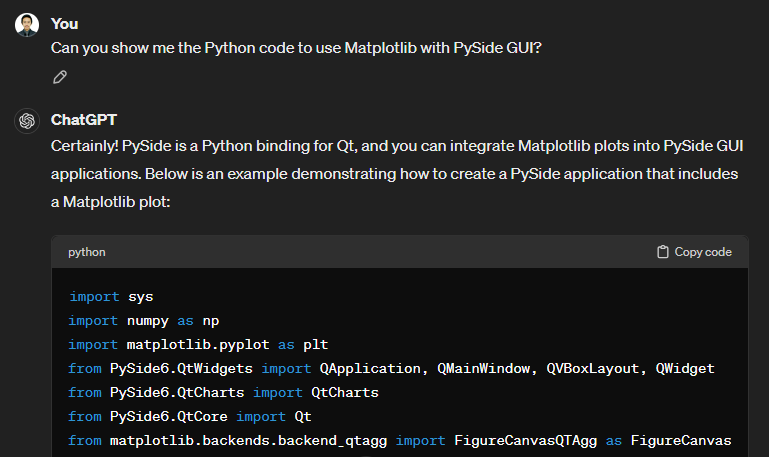 You
Can you show me the Python code to use Matplotlib with PySide GUI?
ChatGPT
Certainly! PySide is a Python binding for Qt, and you can integrate Matplotlib plots into PySide GUI
applications. Below is an example demonstrating how to create a PySide application that includes
a Matplotlib plot:
python
Copy code
import sys
import numpy as np
import matplotlib.pyplot as plt
from PySide6.QtWidgets import QApplication, QMainWindow, QVBoxLayout, QWidget
from PySide6.QtCharts import QtCharts
from PySide6.QtCore import Qt
from matplotlib.backends.backend_qtagg import FigureCanvasQTAgg as FigureCanvas